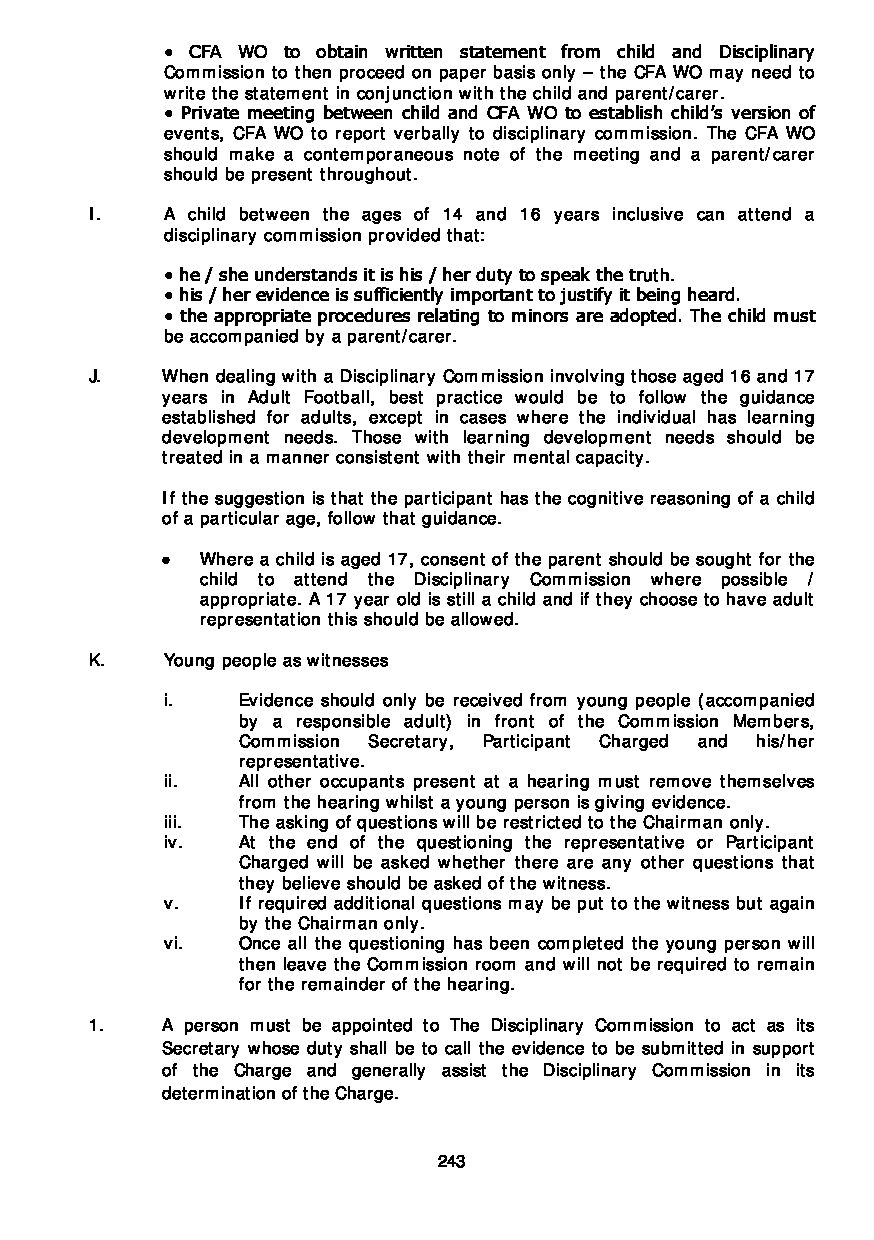 • CFA WO to obtain written statement from child and Disciplinary
Commission to then proceed on paper basis only – the CFA WO may need to
write the statement in conjunction with the child and parent/carer.
• Private meeting between child and CFA WO to establish child's version of
events, CFA WO to report verbally to disciplinary commission. The CFA WO
should make a contemporaneous note of the meeting and a parent/carer
should be present throughout.
I. A child between the ages of 14 and 16 years inclusive can attend a
disciplinary commission provided that:
• he / she understands it is his / her duty to speak the truth.
• his / her evidence is sufficiently important to justify it being heard.
• the appropriate procedures relating to minors are adopted. The child must
be accompanied by a parent/carer.
J. When dealing with a Disciplinary Commission involving those aged 16 and 17
years in Adult Football, best practice would be to follow the guidance
established for adults, except in cases where the individual has learning
development needs. Those with learning development needs should be
treated in a manner consistent with their mental capacity.
If the suggestion is that the participant has the cognitive reasoning of a child
of a particular age, follow that guidance.
• Where a child is aged 17, consent of the parent should be sought for the
child to attend the Disciplinary Commission where possible /
appropriate. A 17 year old is still a child and if they choose to have adult
representation this should be allowed.
K. Young people as witnesses
i. Evidence should only be received from young people (accompanied
by a responsible adult) in front of the Commission Members,
Commission Secretary, Participant Charged and his/her
representative.
ii. All other occupants present at a hearing must remove themselves
from the hearing whilst a young person is giving evidence.
iii. The asking of questions will be restricted to the Chairman only.
iv. At the end of the questioning the representative or Participant
Charged will be asked whether there are any other questions that
they believe should be asked of the witness.
v. If required additional questions may be put to the witness but again
by the Chairman only.
vi. Once all the questioning has been completed the young person will
then leave the Commission room and will not be required to remain
for the remainder of the hearing.
1. A person must be appointed to The Disciplinary Commission to act as its
Secretary whose duty shall be to call the evidence to be submitted in support
of the Charge and generally assist the Disciplinary Commission in its
determination of the Charge.
243